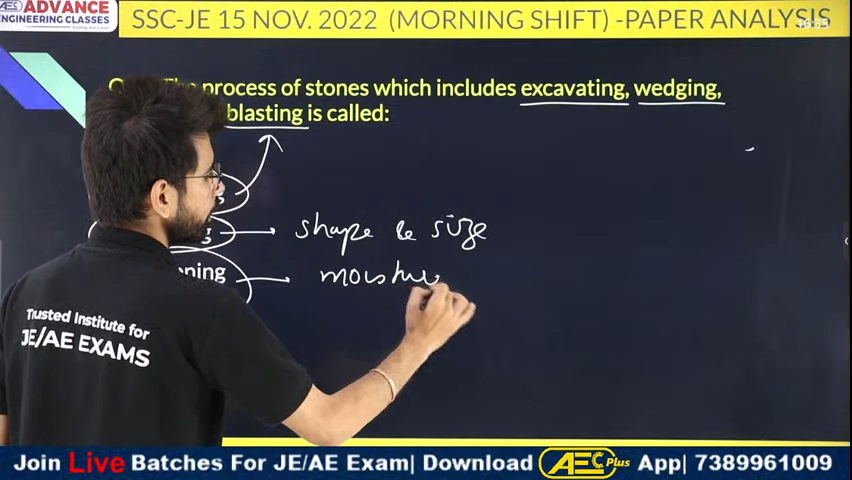 ADVANCE
ENGINEERING CLASSES
SSC-JE 15 NOV. 2022 (MORNING SHIFT) -PAPER ANALYSIS
The process of stones which includes excavating, wedging,
blasting is called:
shape & size
moistu
Trusted Institute for
JE/AE EXAMS
Join Live Batches For JE/AE Exam| Download AEC Plus App| 7389961009